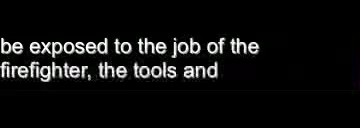 be exposed to the job of the
firefighter, the tools and